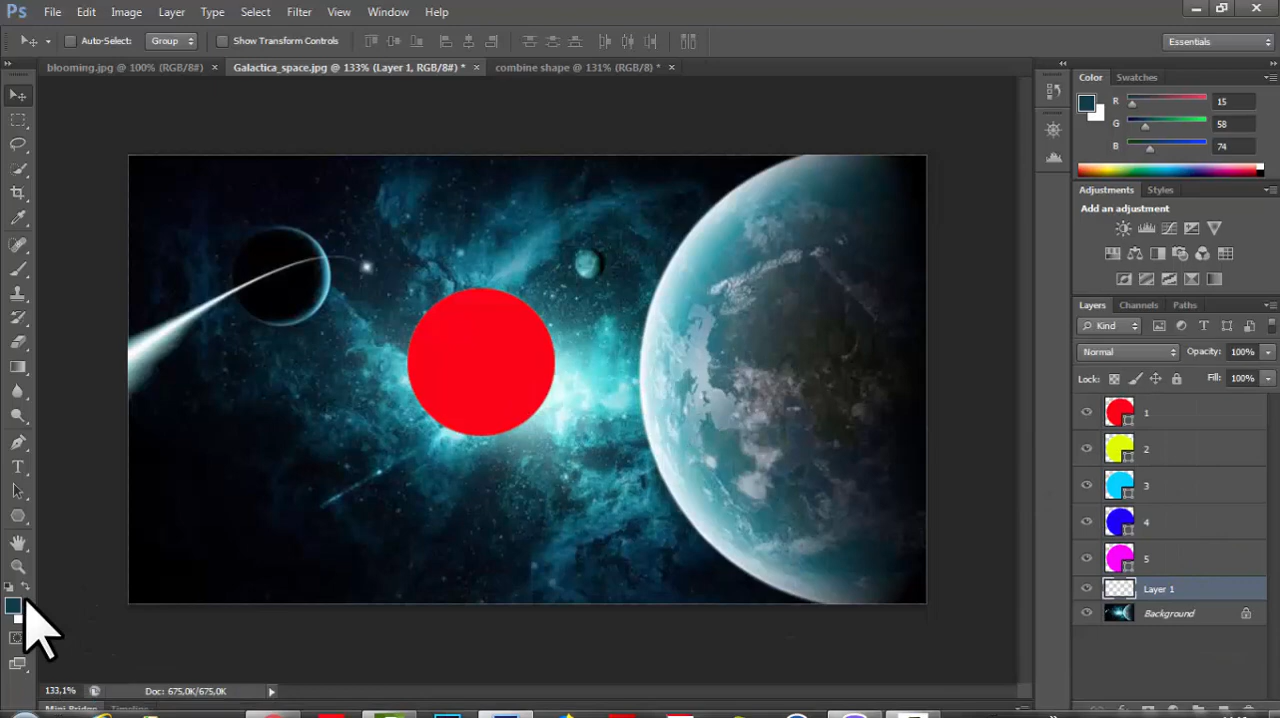 Ps File Edit Image Layer Type Select Filter View Window Help
Auto-Select: Group Show Transform Controls Essentials
blooming.jpg @ 100% (RGB/8#) × Galactica_space.jpg @ 133% (Layer 1, RGB/8#) * × combine shape @ 131% (RGB/8) * ×
Color Swatches
R 15
G 58
B 74
Adjustments Styles
Add an adjustment
Layers Channels Paths
Kind
Normal Opacity: 100%
Lock: Fill: 100%
1
2
3
4
5
Layer 1
Background
133,1% Doc: 675,0K/675,0K
Mini Bridge Timeline